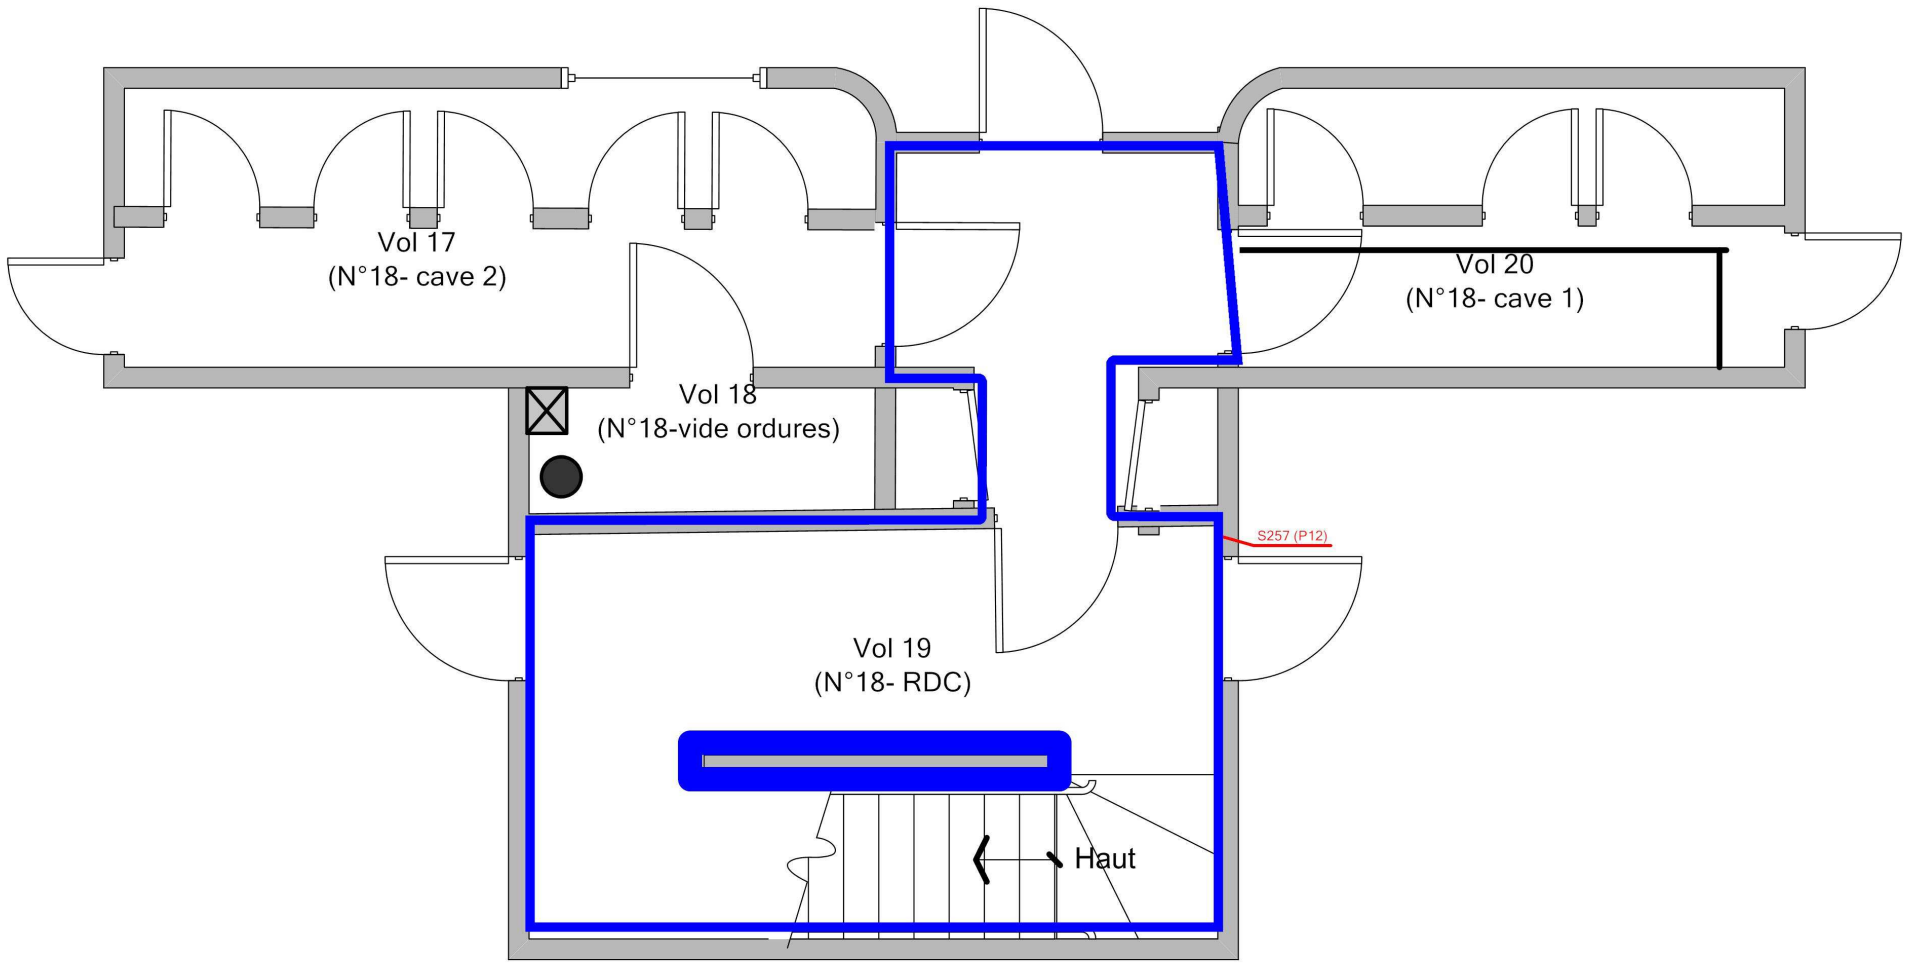 Vol 17
(N°18- cave 2)
Vol 20
(N°18- cave 1)
Vol 18
(N°18-vide ordures)
S257 (P12)
Vol 19
(N°18- RDC)
Haut